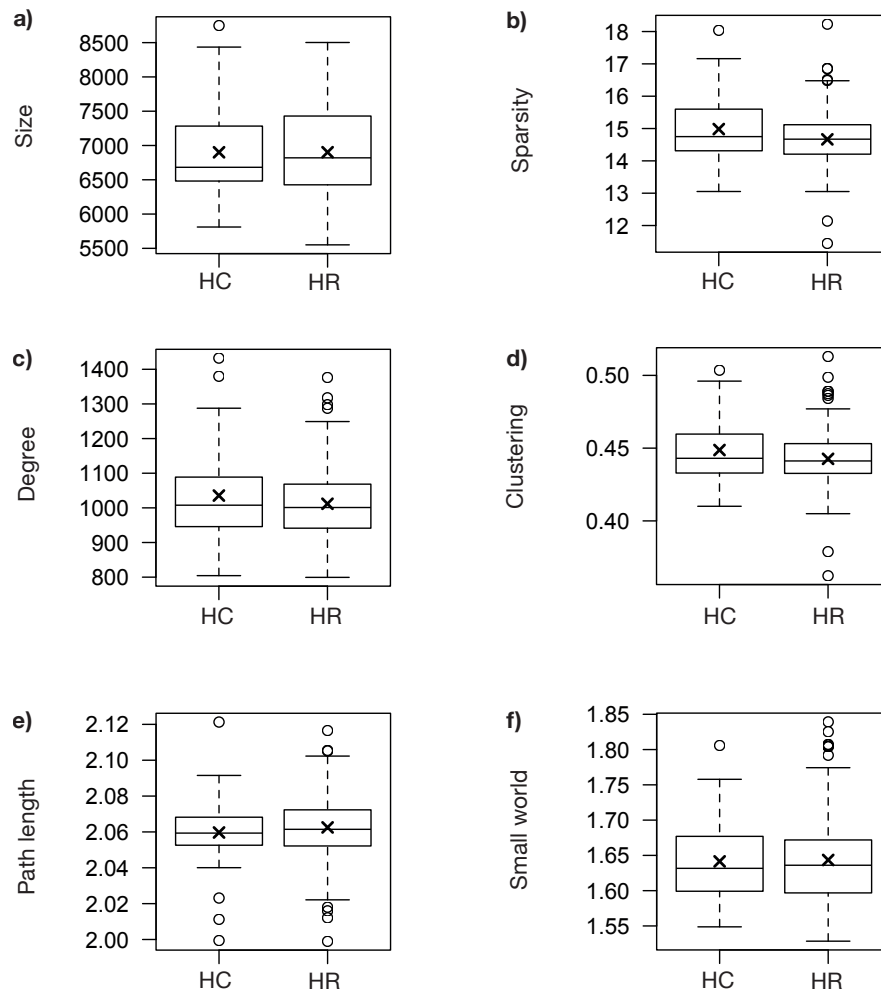 a)
Size
8500
8000
7500
7000
6500
6000
5500
HC HR
b)
Sparsity
18
17
16
15
14
13
12
HC HR
c)
Degree
1400
1300
1200
1100
1000
900
800
HC HR
d)
Clustering
0.50
0.45
0.40
HC HR
e)
Path length
2.12
2.10
2.08
2.06
2.04
2.02
2.00
HC HR
f)
Small world
1.85
1.80
1.75
1.70
1.65
1.60
1.55
HC HR